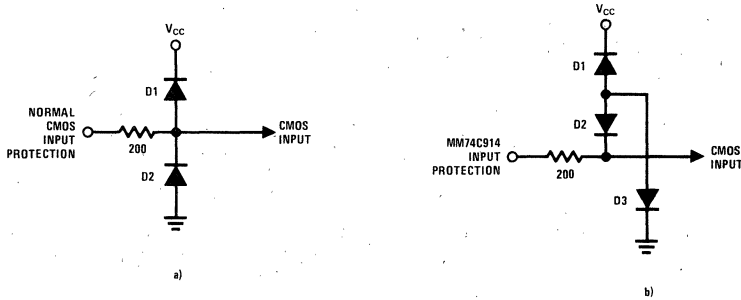 VCC
D1
NORMAL
CMOS
INPUT
PROTECTION
200
CMOS
INPUT
D2
a)
VCC
D1
D2
MM74C914
INPUT
PROTECTION
200
CMOS
INPUT
D3
b)